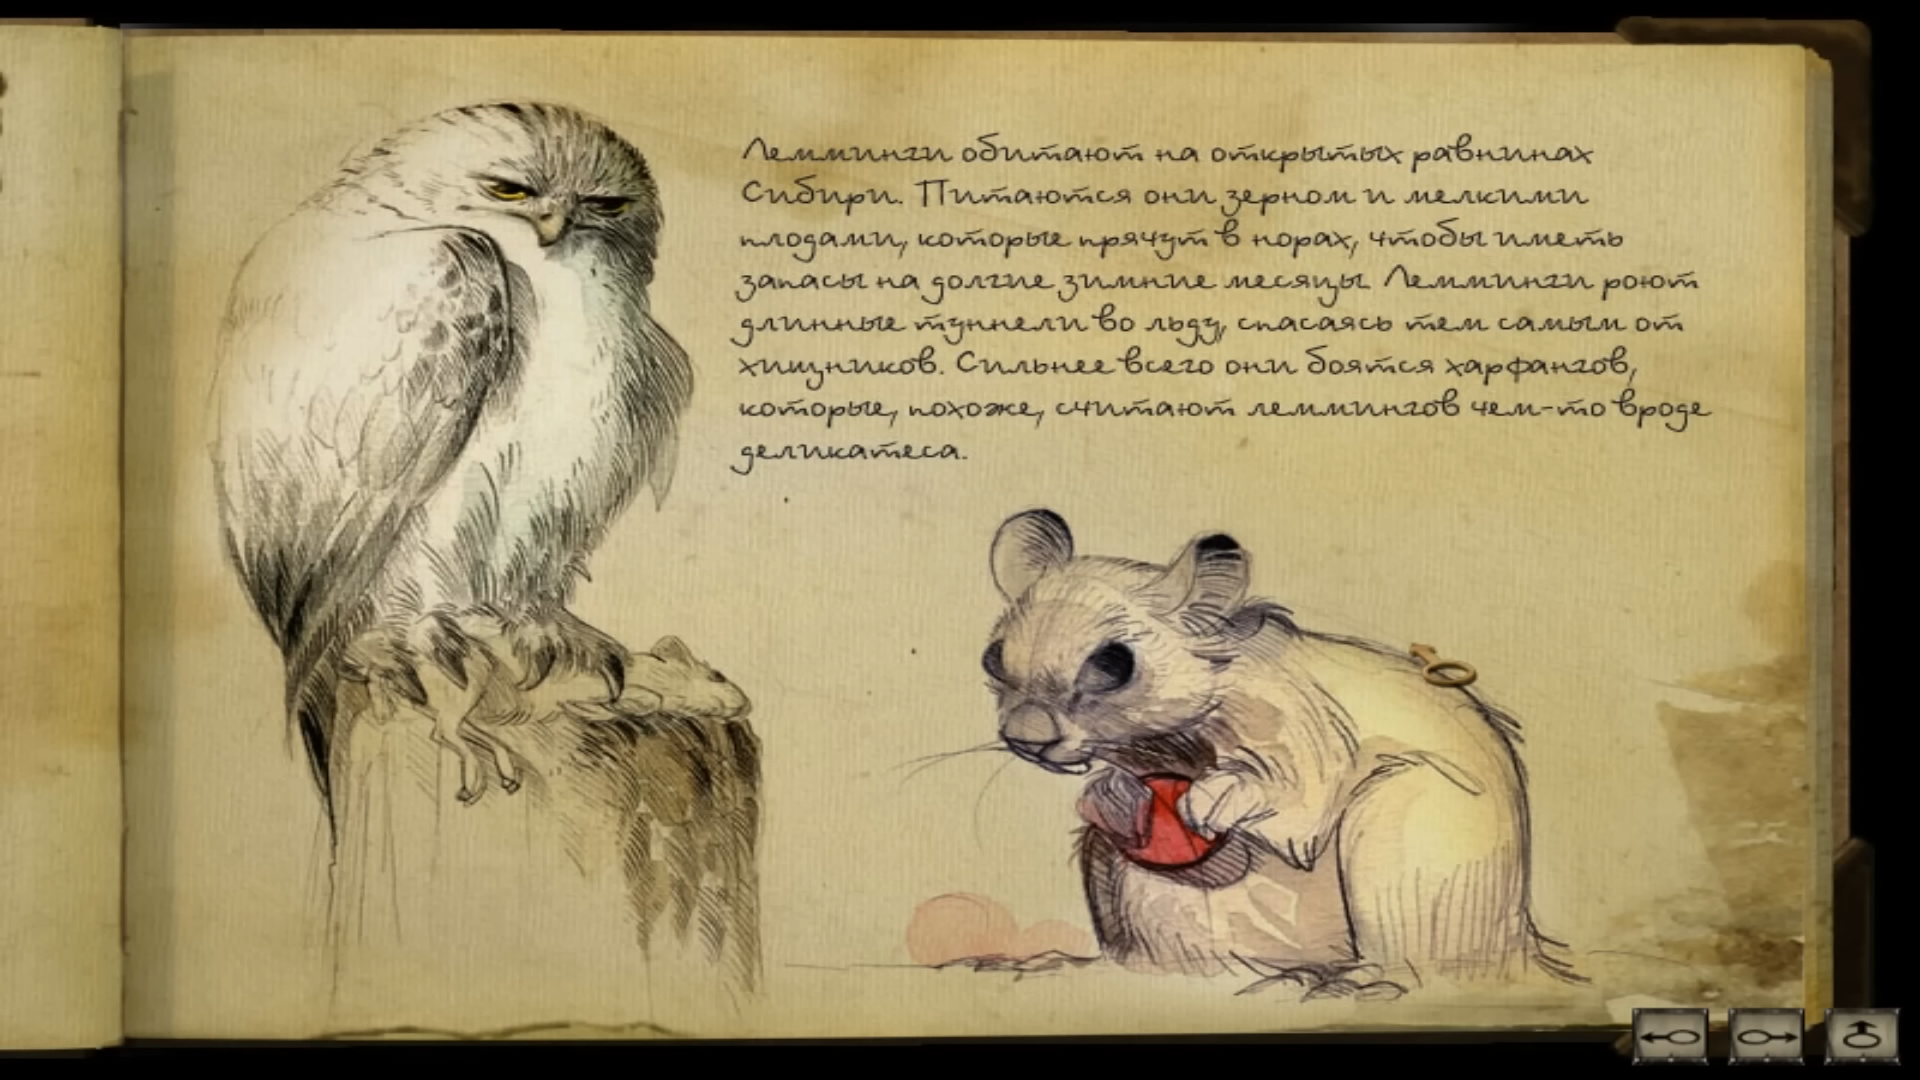 Лемминги обитают на открытых равнинах
Сибири. Питаются они зерном и мелкими
плодами, которые прячут в норах, чтобы иметь
запасы на долгие зимние месяцы. Лемминги роют
длинные туннели во льду, спасаясь тем самым от
хищников. Сильнее всего они боятся харфангов,
которые, похоже, считают леммингов чем-то вроде
деликатеса.